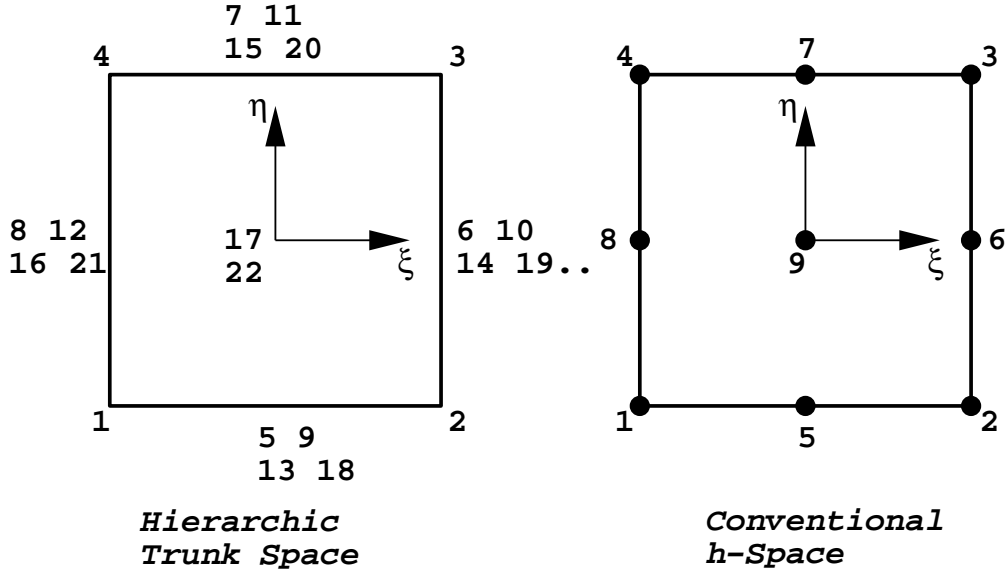 7 11
15 20
4
3
η
8 12
16 21
17
22
ξ
6 10
14 19..
1
2
5 9
13 18
Hierarchic
Trunk Space
4
7
3
η
8
9
ξ
6
1
5
2
Conventional
h-Space